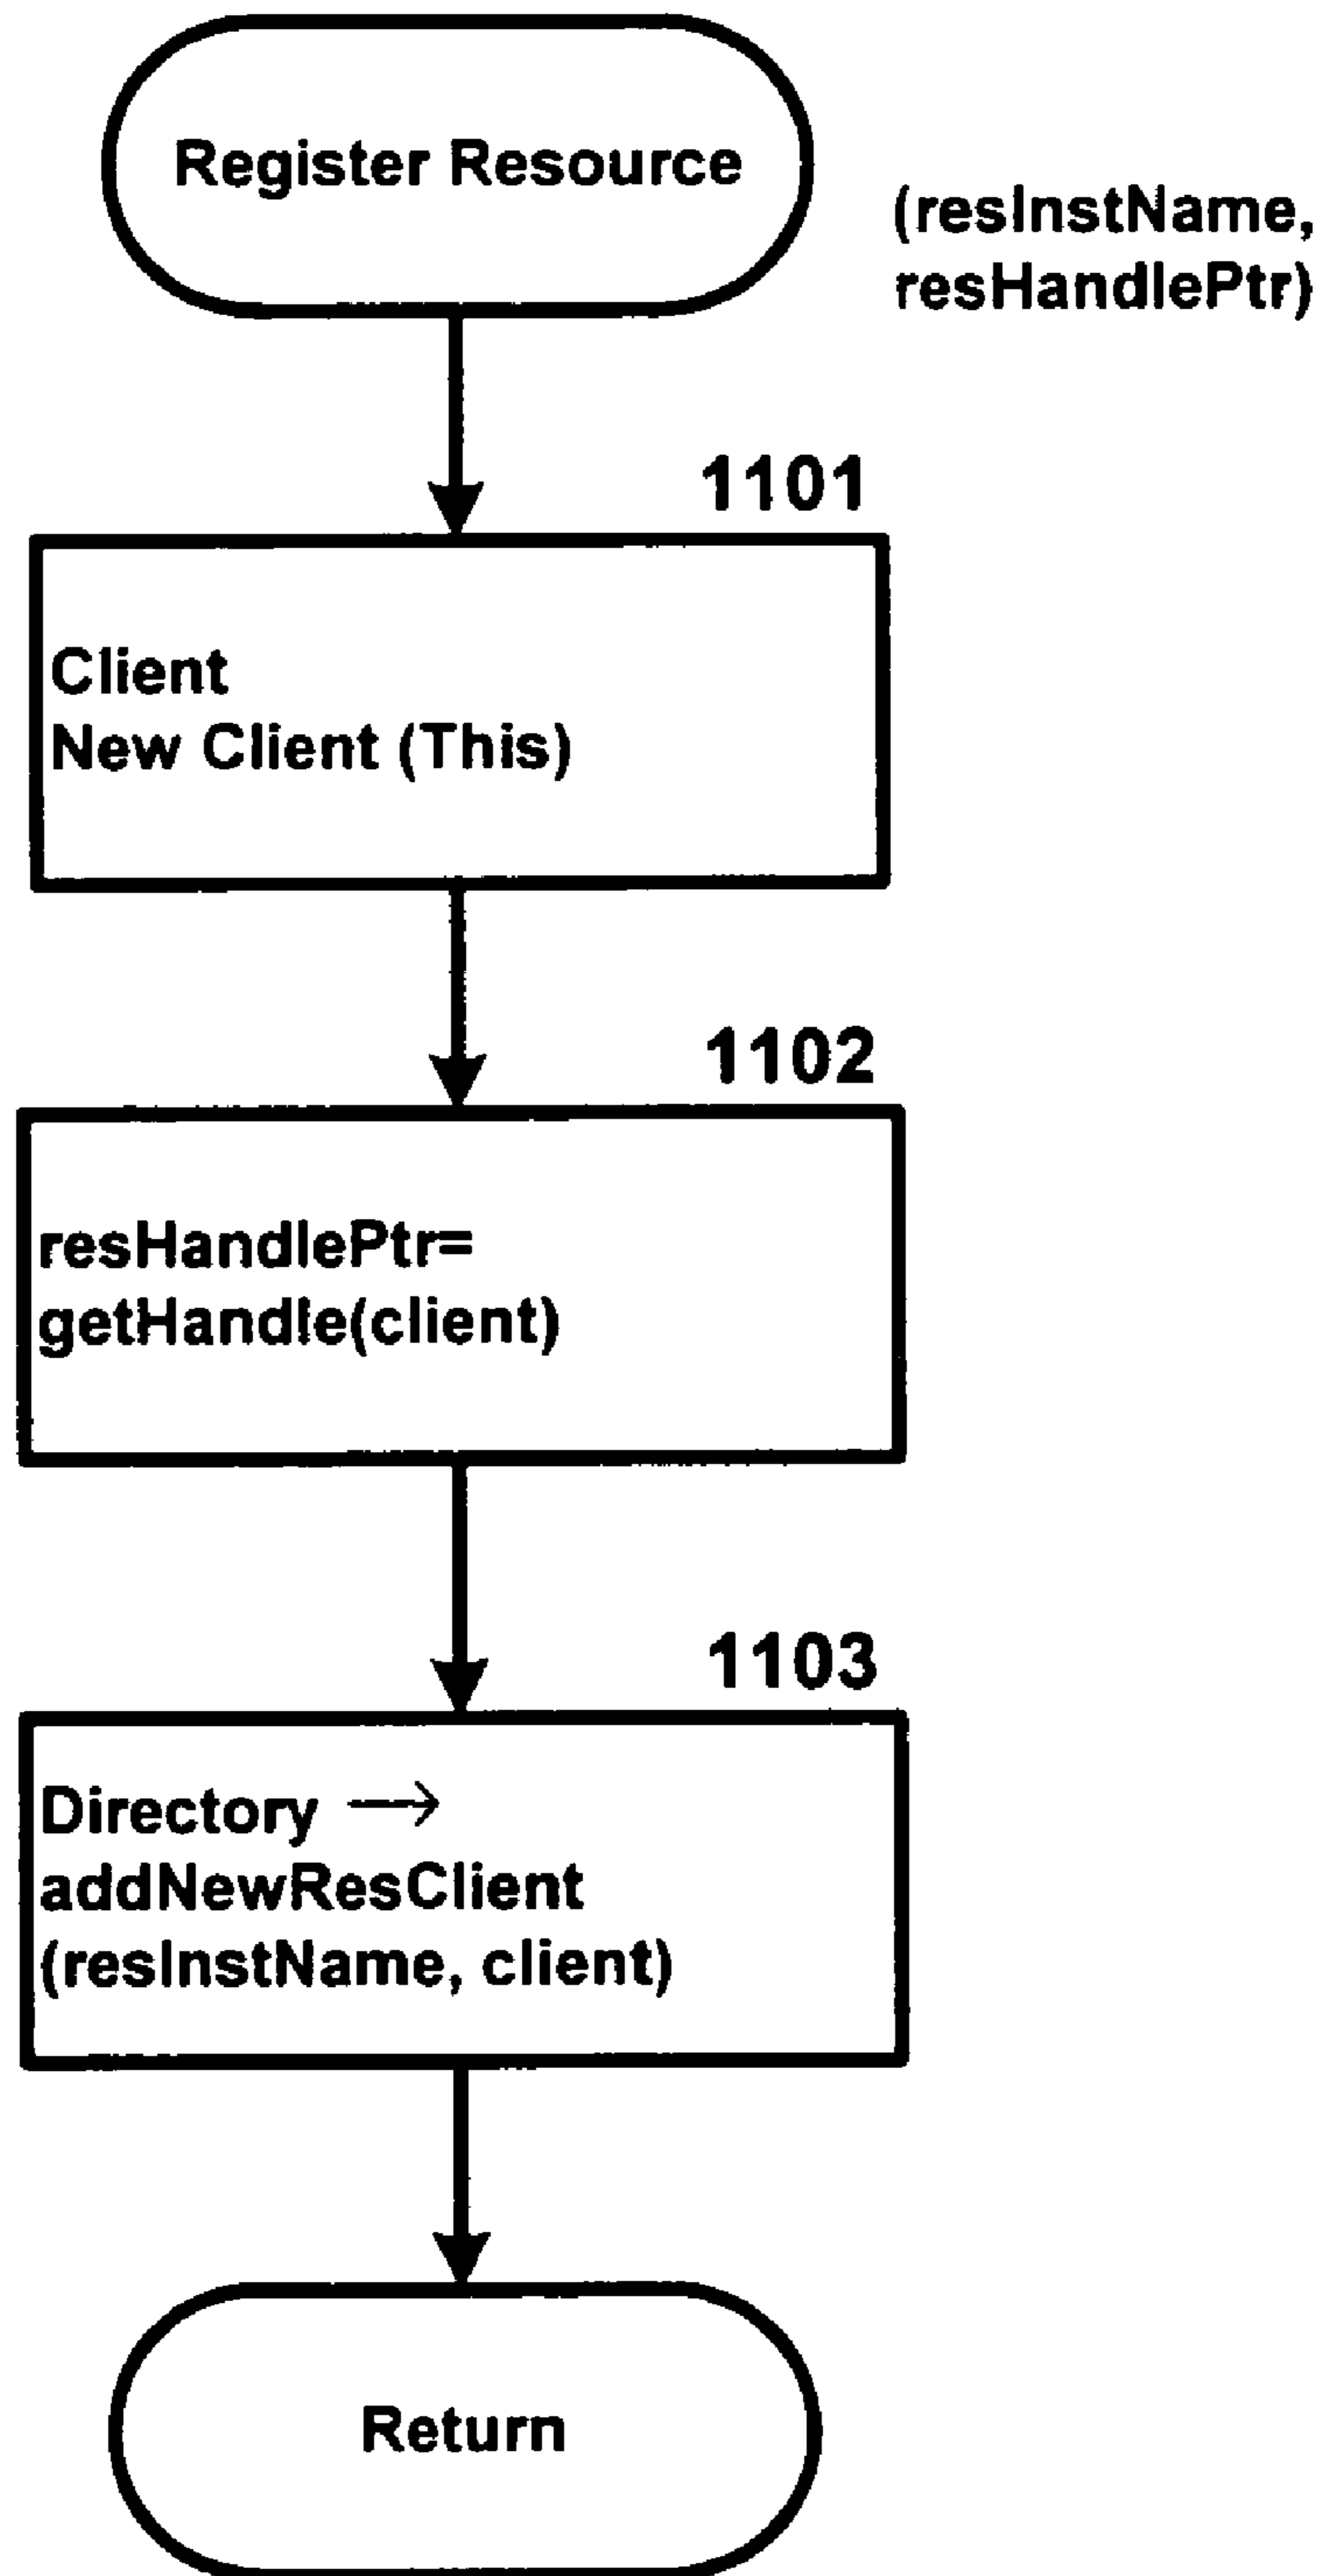 Register Resource
(resInstName,
resHandlePtr)
1101
Client
New Client (This)
1102
resHandlePtr=
getHandle(client)
1103
Directory →
addNewResClient
(resInstName, client)
Return